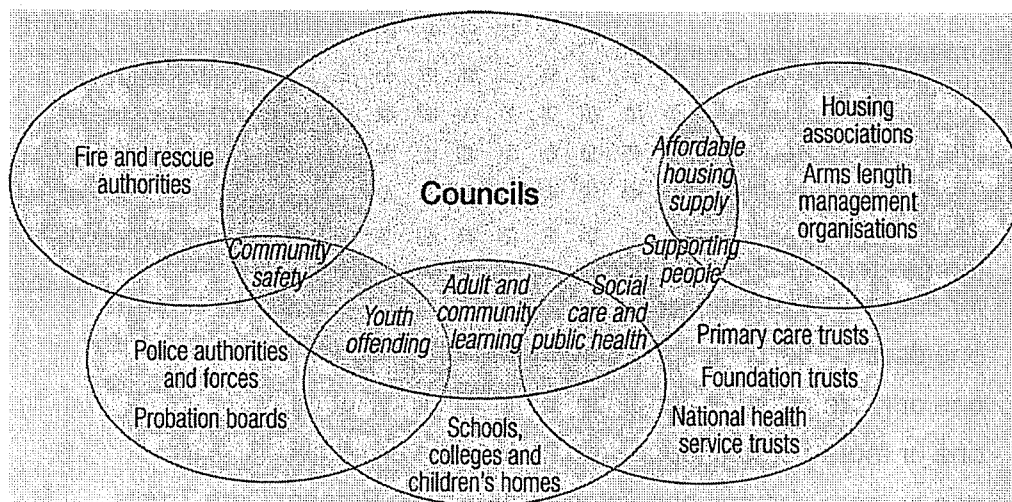 Fire and rescue
authorities
Councils
Affordable
housing
supply
Housing
associations
Arms length
management
organisations
Community
safety
Supporting
people
Youth
offending
Adult and
community
learning
Social
care and
public health
Police authorities
and forces
Probation boards
Schools,
colleges and
children's homes
Primary care trusts
Foundation trusts
National health
service trusts